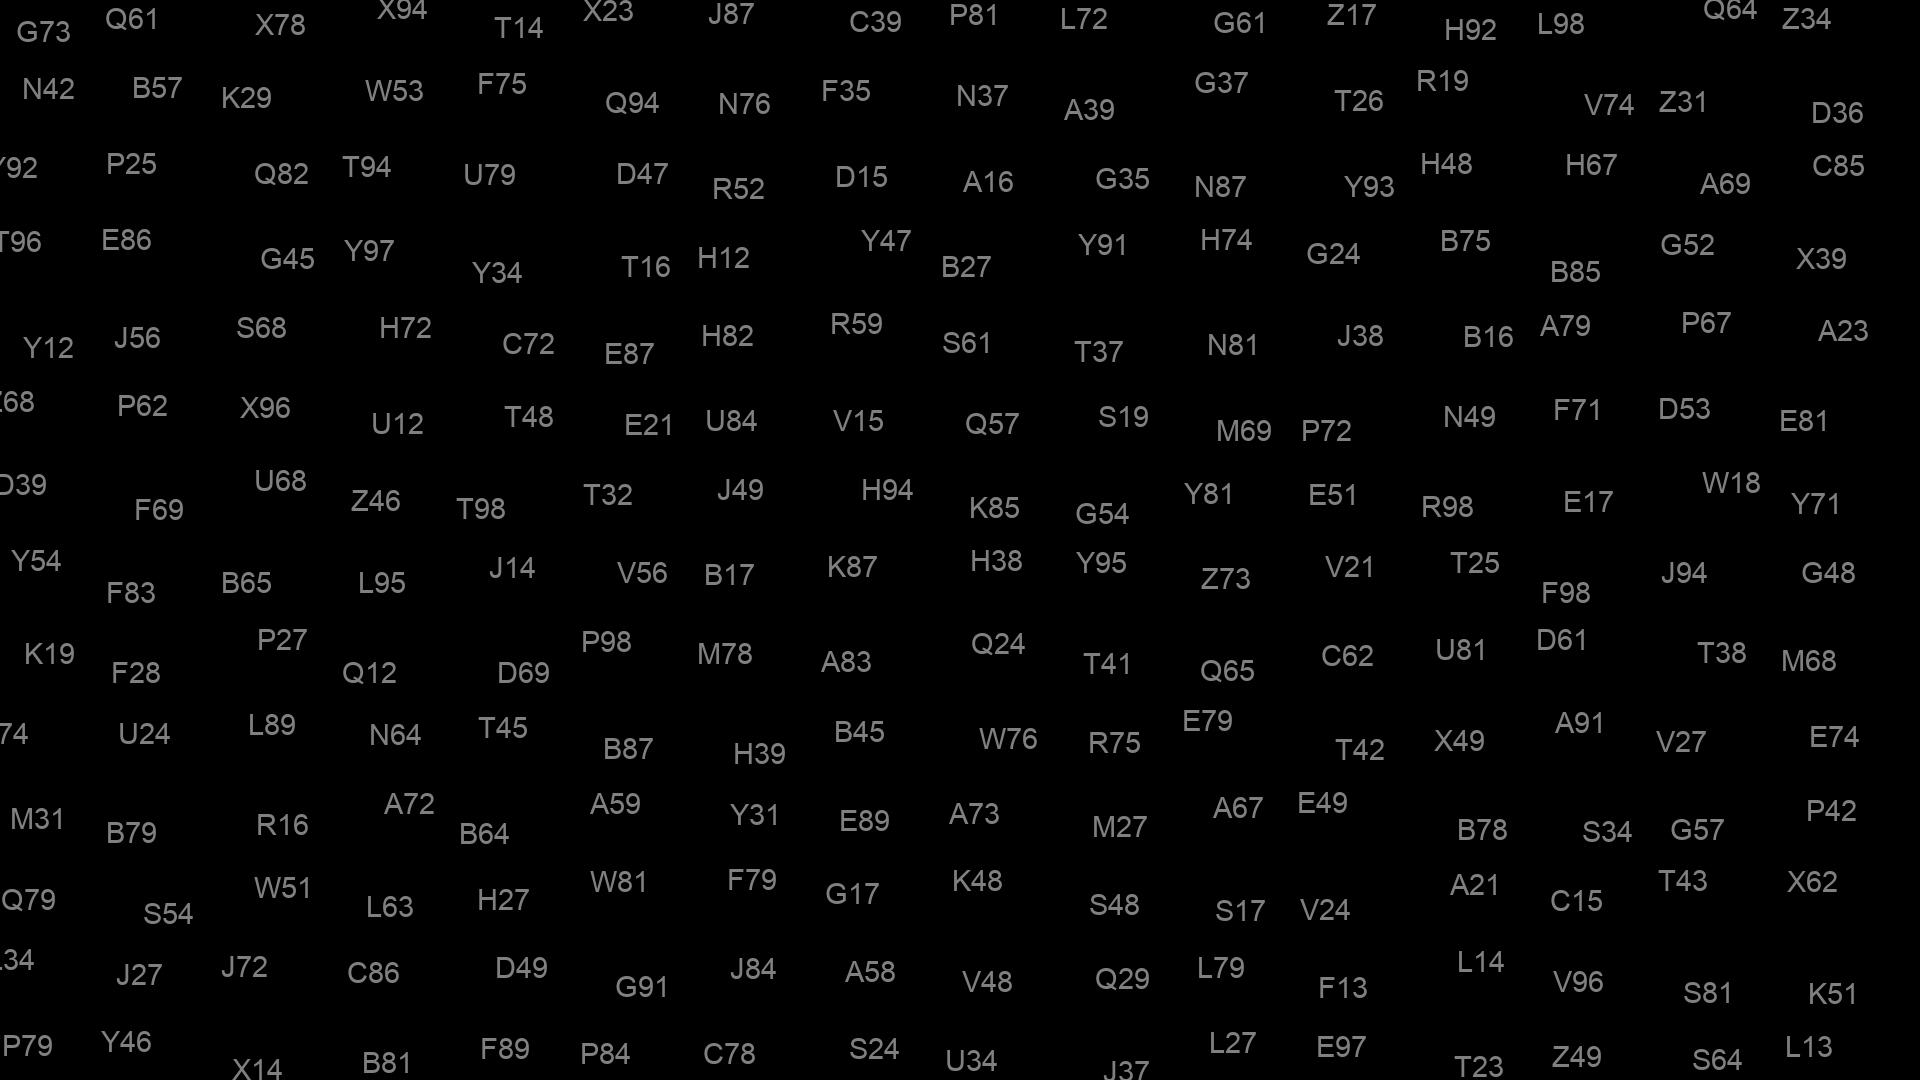 G73 Q61 X78 X94 T14 X23 J87 C39 P81 L72 G61 Z17 H92 L98 Q64 Z34
N42 B57 K29 W53 F75 Q94 N76 F35 N37 A39 G37 T26 R19 V74 Z31 D36
Y92 P25 Q82 T94 U79 D47 R52 D15 A16 G35 N87 Y93 H48 H67 A69 C85
T96 E86 G45 Y97 Y34 T16 H12 Y47 B27 Y91 H74 G24 B75 B85 G52 X39
Y12 J56 S68 H72 C72 E87 H82 R59 S61 T37 N81 J38 B16 A79 P67 A23
68 P62 X96 U12 T48 E21 U84 V15 Q57 S19 M69 P72 N49 F71 D53 E81
D39 F69 U68 Z46 T98 T32 J49 H94 K85 G54 Y81 E51 R98 E17 W18 Y71
Y54 F83 B65 L95 J14 V56 B17 K87 H38 Y95 Z73 V21 T25 F98 J94 G48
K19 F28 P27 Q12 D69 P98 M78 A83 Q24 T41 Q65 C62 U81 D61 T38 M68
74 U24 L89 N64 T45 B87 H39 B45 W76 R75 E79 T42 X49 A91 V27 E74
M31 B79 R16 A72 B64 A59 Y31 E89 A73 M27 A67 E49 B78 S34 G57 P42
Q79 S54 W51 L63 H27 W81 F79 G17 K48 S48 S17 V24 A21 C15 T43 X62
34 J27 J72 C86 D49 G91 J84 A58 V48 Q29 L79 F13 L14 V96 S81 K51
P79 Y46 X14 B81 F89 P84 C78 S24 U34 J37 L27 E97 T23 Z49 S64 L13